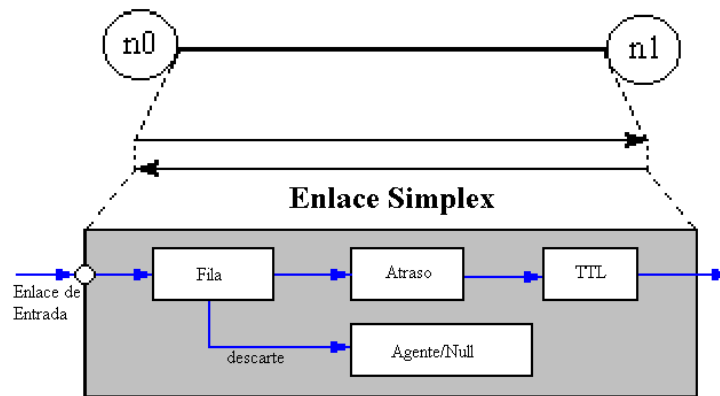 n0
n1
Enlace Simplex
Fila
Atraso
TTL
Enlace de
Entrada
descarte
Agente/Null